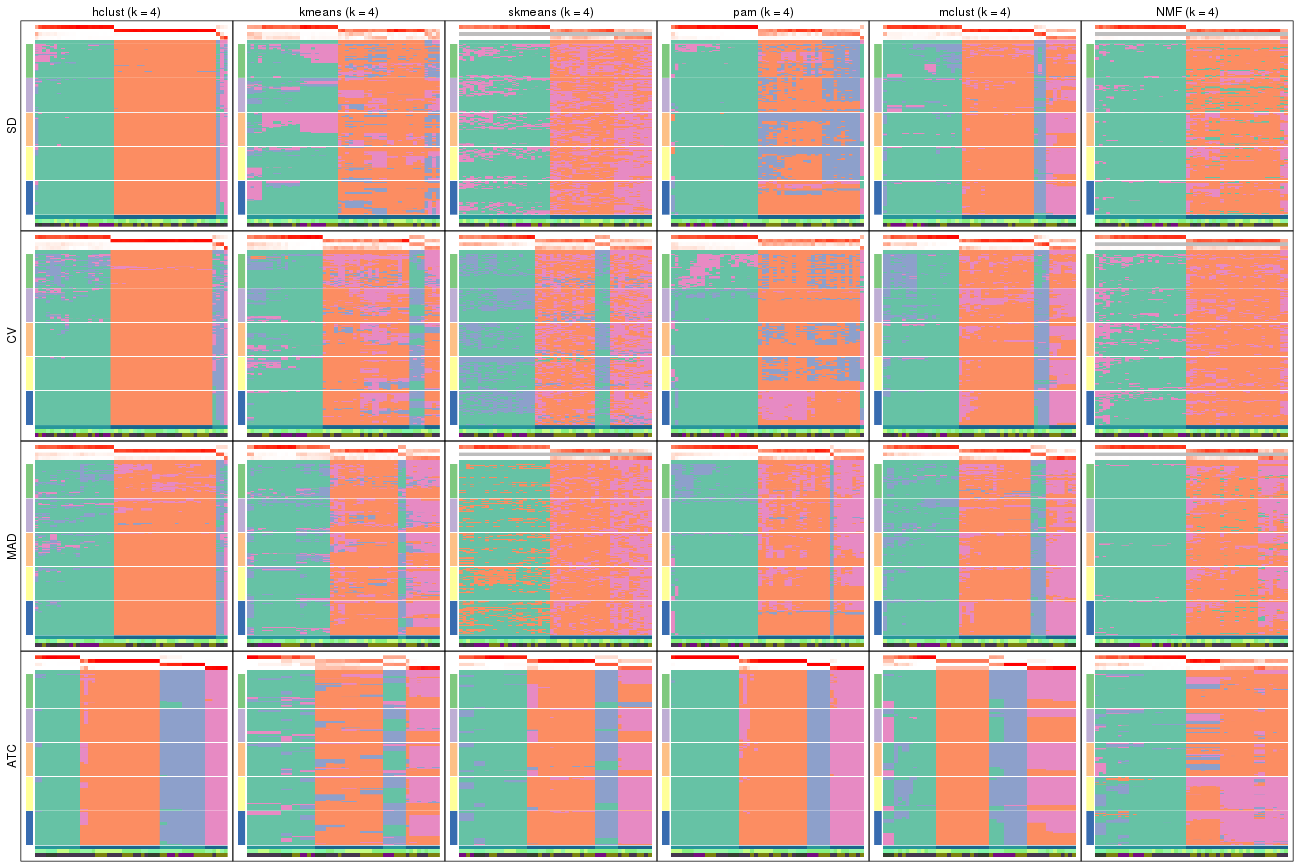 hclust (k = 4) kmeans (k = 4) skmeans (k = 4) pam (k = 4) mclust (k = 4) NMF (k = 4)
SD
CV
MAD
ATC